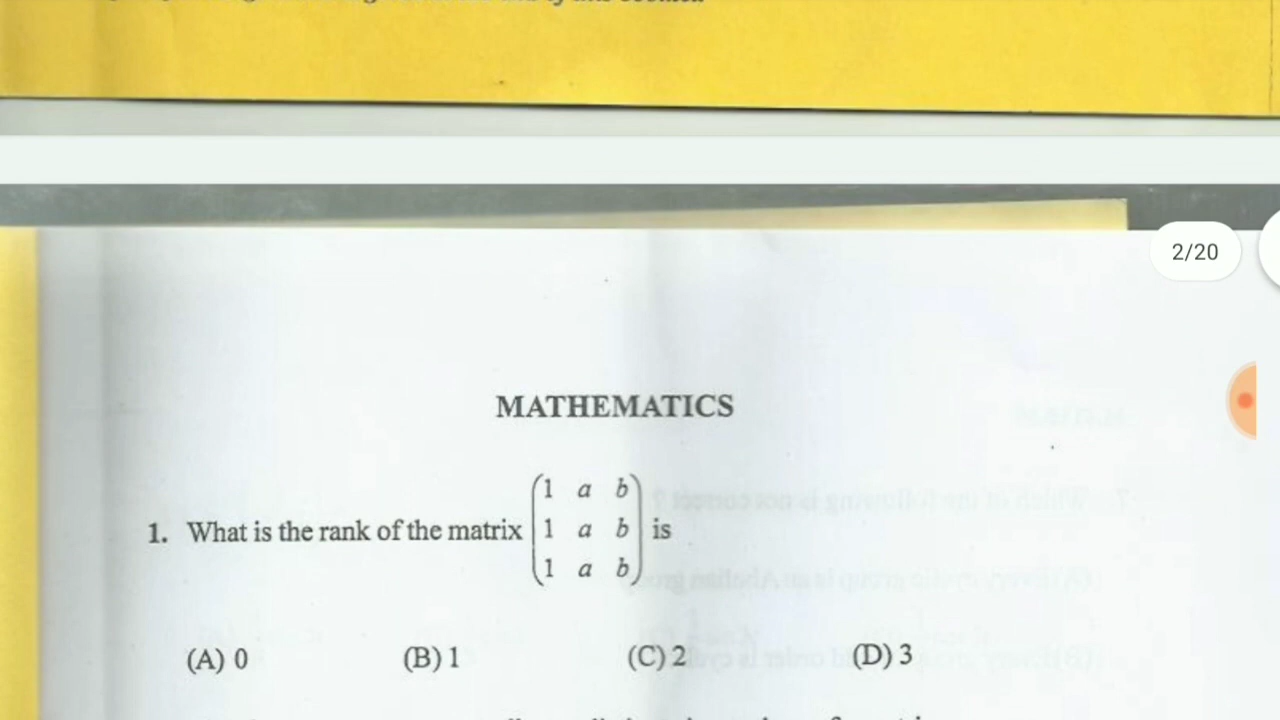 2/20
MATHEMATICS
1. What is the rank of the matrix (1 a b
1 a b
1 a b) is
(A) 0 (B) 1 (C) 2 (D) 3